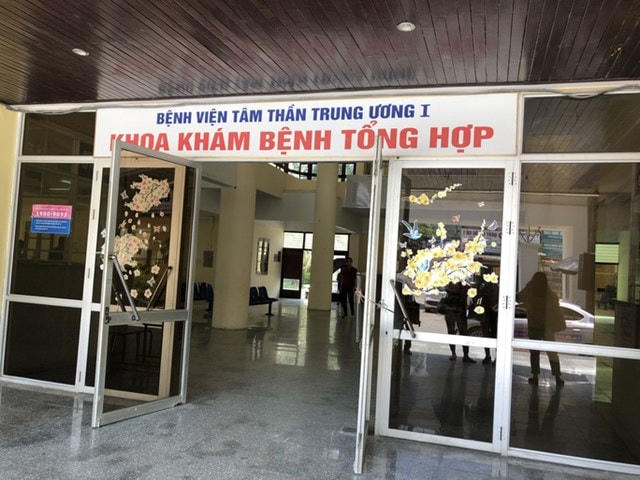 BỆNH VIỆN TÂM THẦN TRUNG ƯƠNG I
KHOA KHÁM BỆNH TỔNG HỢP